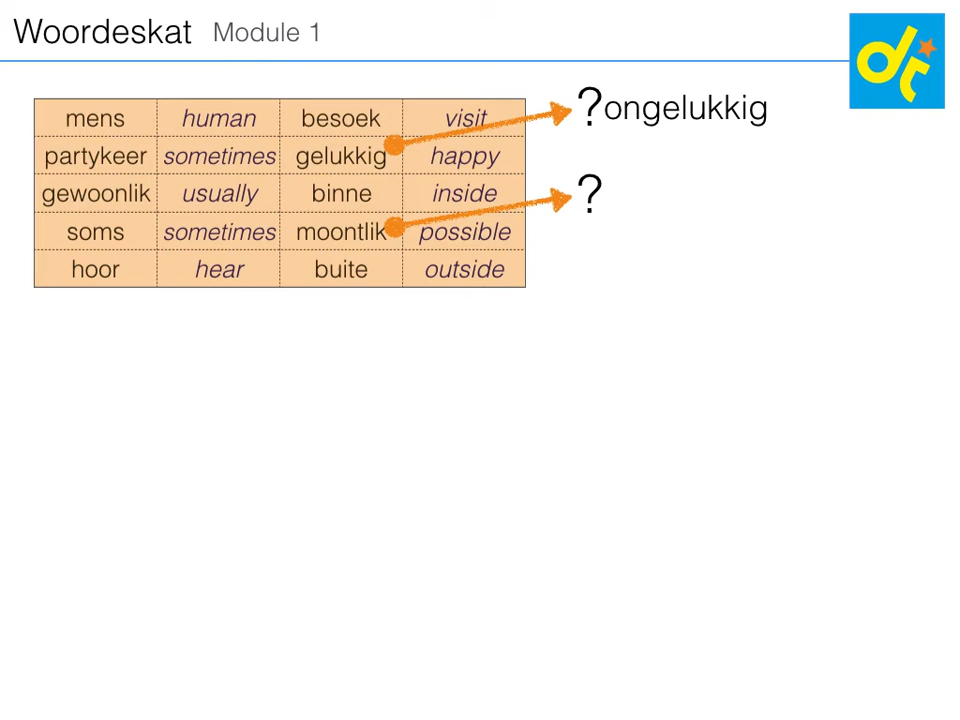 Woordeskat Module 1
dt
mens human besoek visit
partykeer sometimes gelukkig happy
gewoonlik usually binne inside
soms sometimes moontlik possible
hoor hear buite outside
?ongelukkig
?